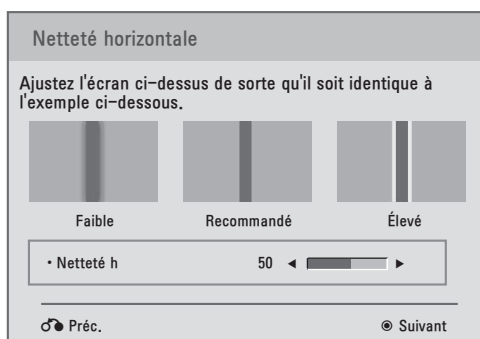 Netteté horizontale
Ajustez l'écran ci-dessus de sorte qu'il soit identique à
l'exemple ci-dessous.
Faible Recommandé Élevé
• Netteté h 50 ◄ ►
Préc. ◉ Suivant